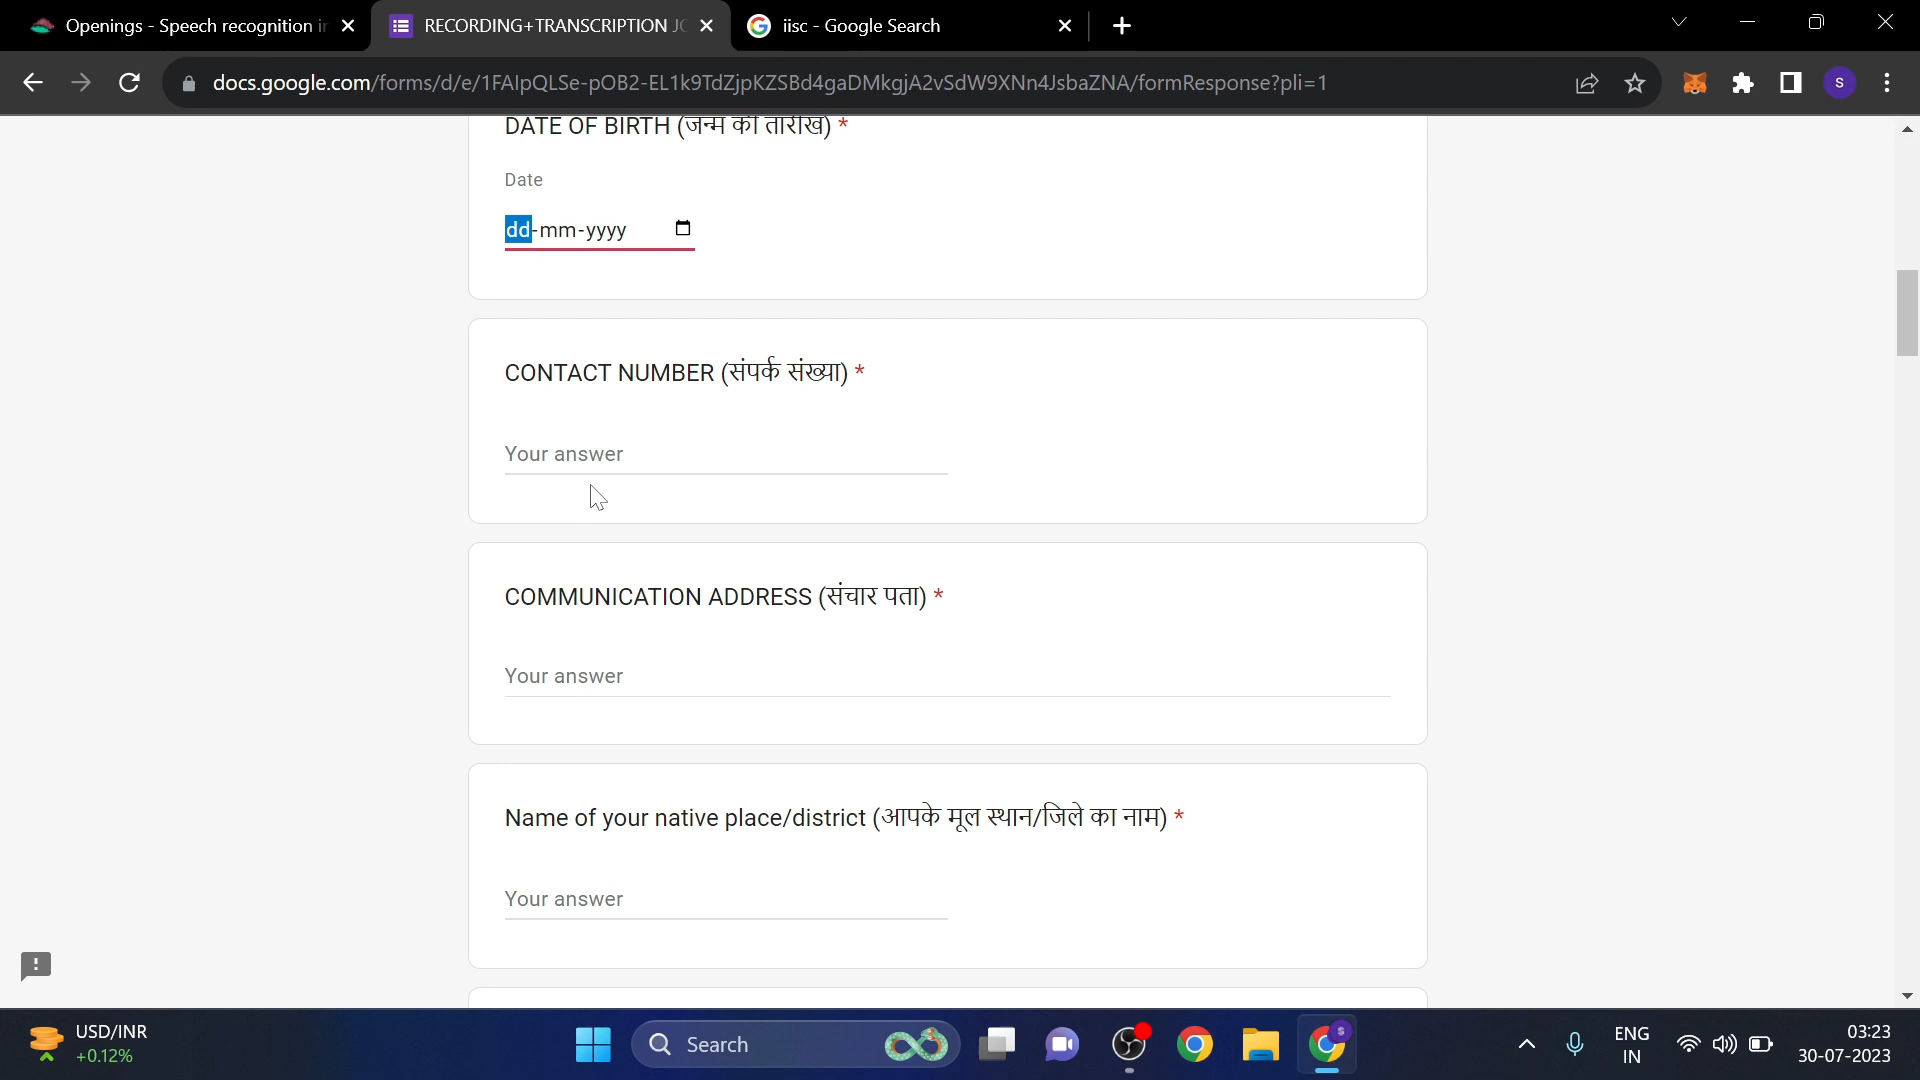 Openings - Speech recognition in
RECORDING+TRANSCRIPTION JO
iisc - Google Search
docs.google.com/forms/d/e/1FAIpQLSe-pOB2-EL1k9TdZjpKZSBd4gaDMkgjA2vSdW9XNn4JsbaZNA/formResponse?pli=1
S
DATE OF BIRTH (जन्म की तारीख) *
Date
dd-mm-yyyy
CONTACT NUMBER (संपर्क संख्या) *
Your answer
COMMUNICATION ADDRESS (संचार पता) *
Your answer
Name of your native place/district (आपके मूल स्थान/जिले का नाम) *
Your answer
USD/INR
+0.12%
Search
ENG
IN
03:23
30-07-2023